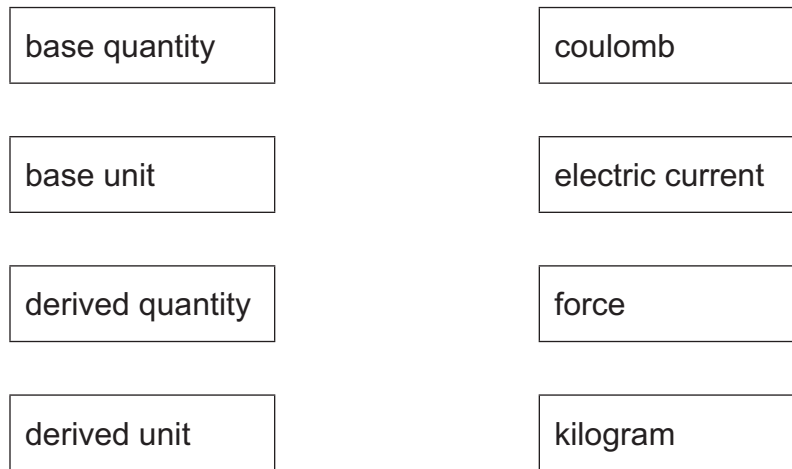 base quantity
coulomb
base unit
electric current
derived quantity
force
derived unit
kilogram